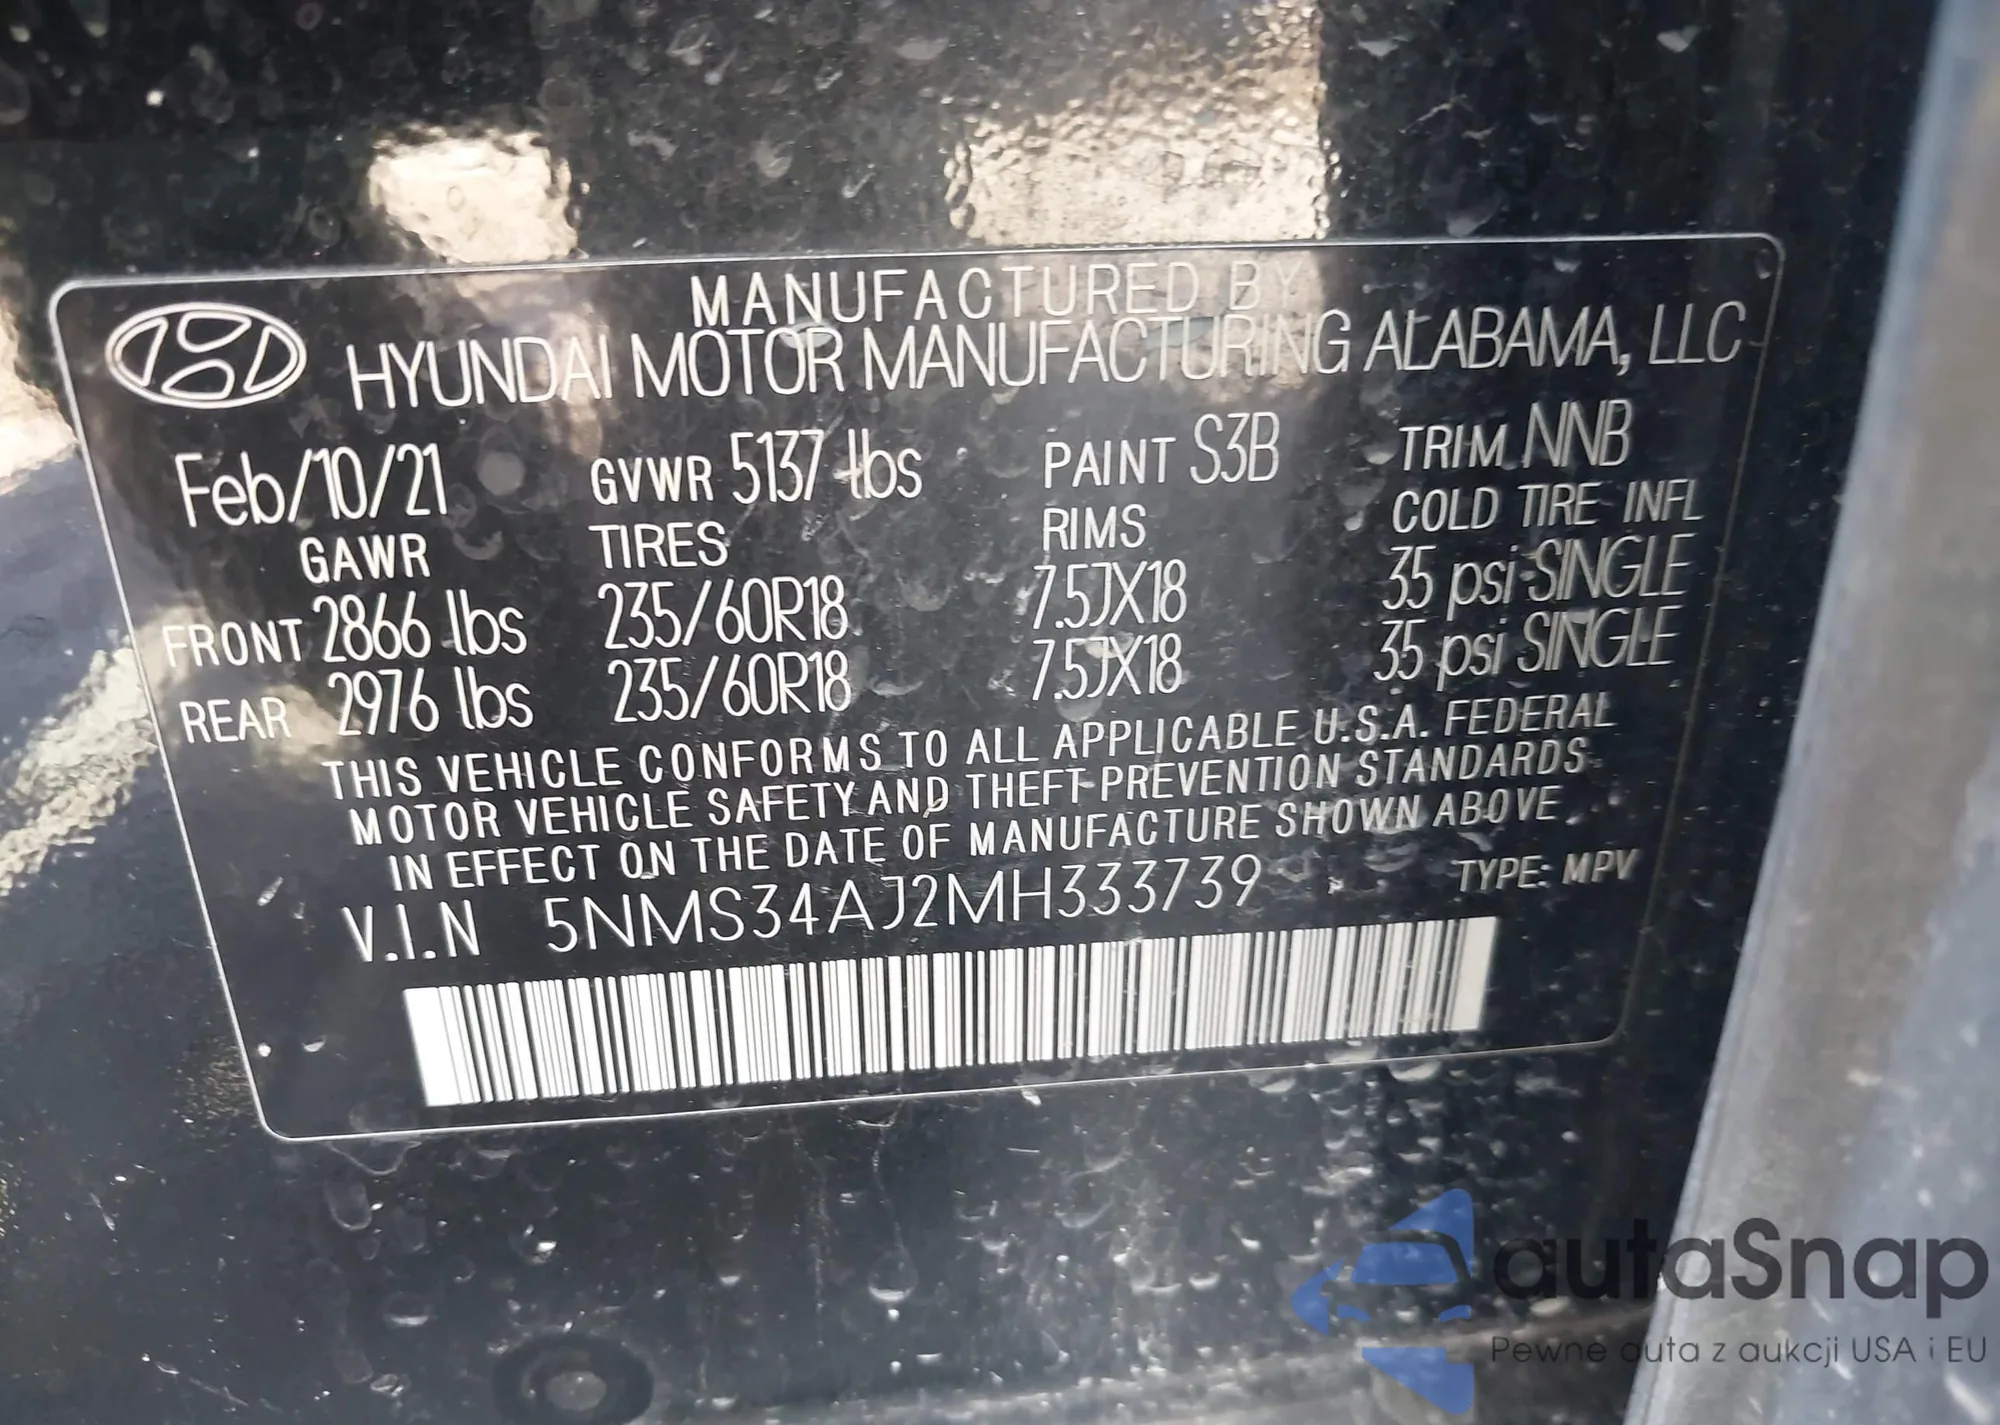 MANUFACTURED BY
HYUNDAI MOTOR MANUFACTURING ALABAMA, LLC
Feb/10/21 GVWR 5137 lbs PAINT S3B TRIM NNB
GAWR TIRES RIMS COLD TIRE INFL
FRONT 2866 lbs 235/60R18 7.5JX18 35 psi SINGLE
REAR 2976 lbs 235/60R18 7.5JX18 35 psi SINGLE
THIS VEHICLE CONFORMS TO ALL APPLICABLE U.S.A. FEDERAL
MOTOR VEHICLE SAFETY AND THEFT PREVENTION STANDARDS
IN EFFECT ON THE DATE OF MANUFACTURE SHOWN ABOVE
V.I.N 5NMS34AJ2MH333739 TYPE: MPV
autaSnap
Pewne auta z aukcji USA i EU